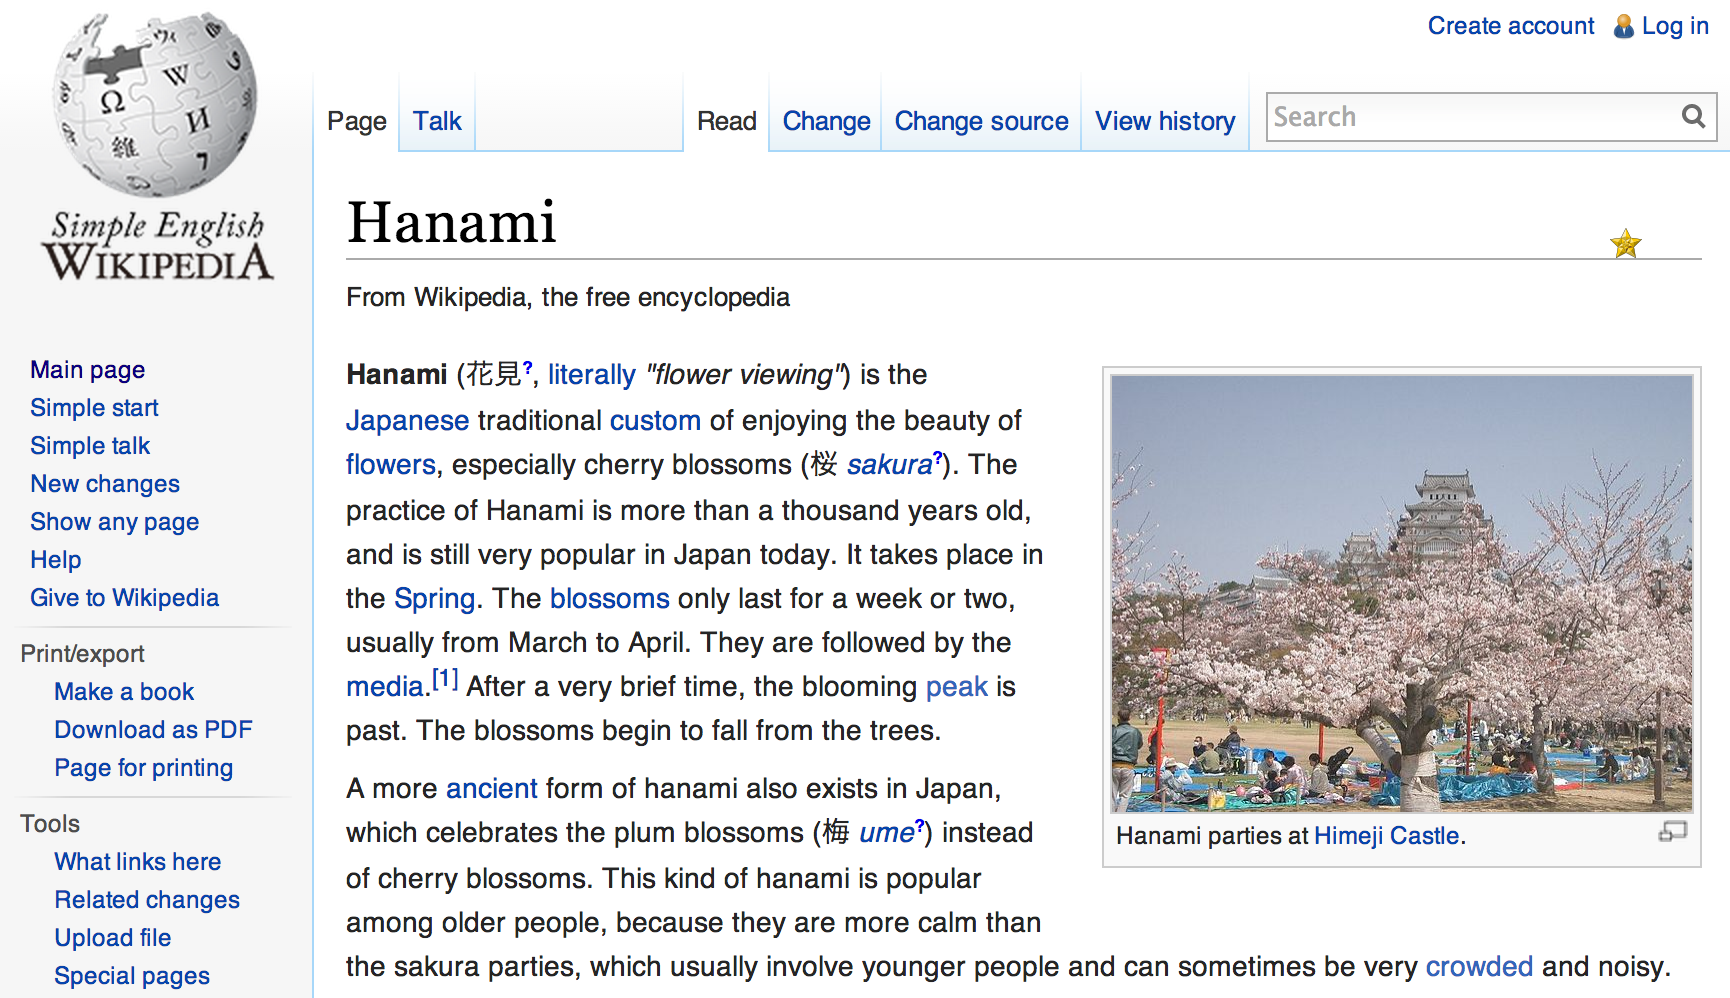 Create account Log in
Page Talk Read Change Change source View history Search
Ω W И 維 7
Simple English
WIKIPEDIA
Hanami
From Wikipedia, the free encyclopedia
Main page
Simple start
Simple talk
New changes
Show any page
Help
Give to Wikipedia
Print/export
Make a book
Download as PDF
Page for printing
Tools
What links here
Related changes
Upload file
Special pages
Hanami (花見?, literally "flower viewing") is the
Japanese traditional custom of enjoying the beauty of
flowers, especially cherry blossoms (桜 sakura?). The
practice of Hanami is more than a thousand years old,
and is still very popular in Japan today. It takes place in
the Spring. The blossoms only last for a week or two,
usually from March to April. They are followed by the
media.[1] After a very brief time, the blooming peak is
past. The blossoms begin to fall from the trees.
A more ancient form of hanami also exists in Japan,
which celebrates the plum blossoms (梅 ume?) instead
of cherry blossoms. This kind of hanami is popular
among older people, because they are more calm than
the sakura parties, which usually involve younger people and can sometimes be very crowded and noisy.
Hanami parties at Himeji Castle.